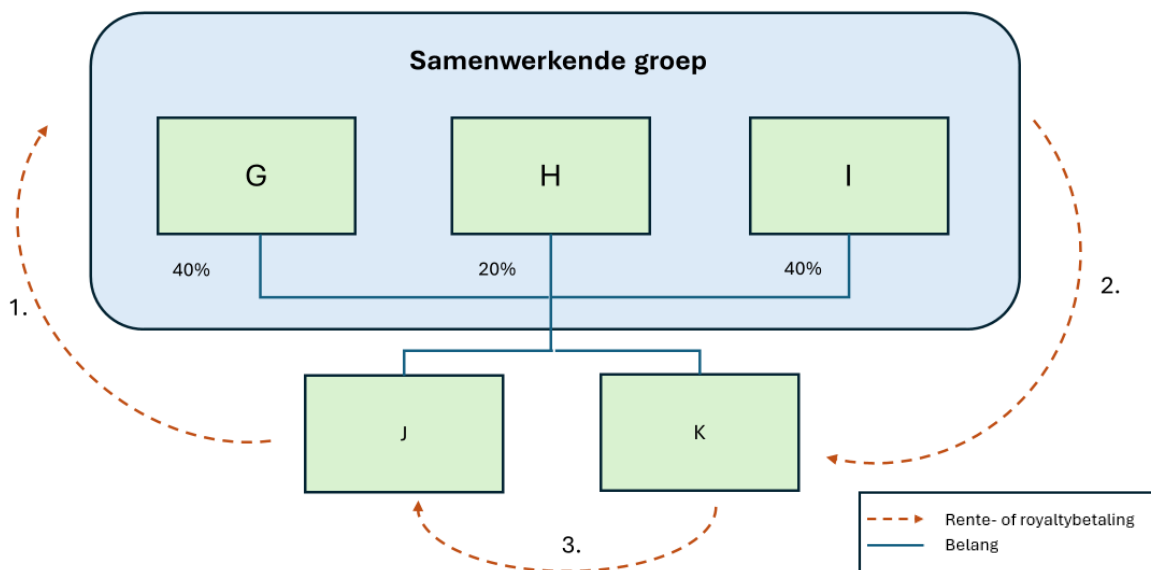 Samenwerkende groep
G
H
I
40%
20%
40%
1.
2.
J
K
3.
Rente- of royaltybetaling
Belang